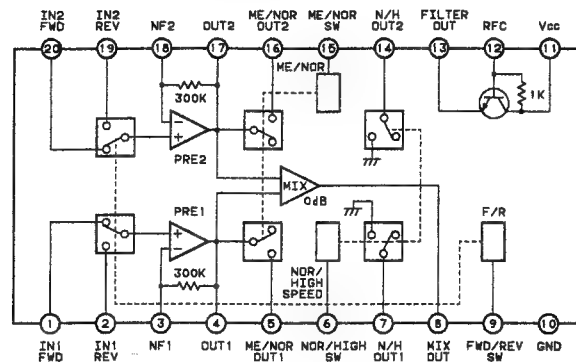 IN2 FWD
IN2 REV
NF2
OUT2
ME/NOR OUT2
ME/NOR SW
N/H OUT2
FILTER OUT
RFC
Vcc
20 19 18 17 16 15 14 13 12 11
ME/NOR
300K
1K
PRE2
MIX
0dB
PRE1
F/R
300K
NOR/
HIGH
SPEED
1 2 3 4 5 6 7 8 9 10
IN1 FWD
IN1 REV
NF1
OUT1
ME/NOR OUT1
NOR/HIGH SW
N/H OUT1
MIX OUT
FWD/REV SW
GND